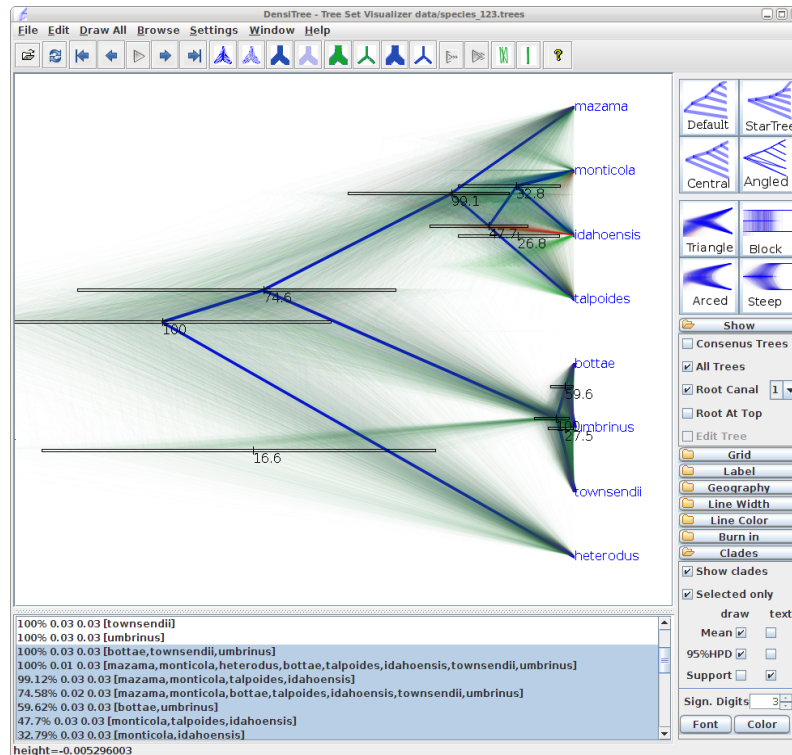 DensiTree - Tree Set Visualizer data/species_123.trees
File Edit Draw All Browse Settings Window Help
mazama
monticola
32.8
99.1
idahoensis
47.7
26.8
talpoides
74.6
100
bottae
59.6
umbrinus
100
27.5
16.6
townsendii
heterodus
Default StarTree
Central Angled
Triangle Block
Arced Steep
Show
Consenus Trees
All Trees
Root Canal 1
Root At Top
Edit Tree
Grid
Label
Geography
Line Width
Line Color
Burn in
Clades
Show clades
Selected only
draw text
Mean
95%HPD
Support
Sign. Digits 3
Font Color
100% 0.03 0.03 [townsendii]
100% 0.03 0.03 [umbrinus]
100% 0.03 0.03 [bottae,townsendii,umbrinus]
100% 0.01 0.03 [mazama,monticola,heterodus,bottae,talpoides,idahoensis,townsendii,umbrinus]
99.12% 0.03 0.03 [mazama,monticola,talpoides,idahoensis]
74.58% 0.02 0.03 [mazama,monticola,bottae,talpoides,idahoensis,townsendii,umbrinus]
59.62% 0.03 0.03 [bottae,umbrinus]
47.7% 0.03 0.03 [monticola,talpoides,idahoensis]
32.79% 0.03 0.03 [monticola,idahoensis]
height=-0.005296003